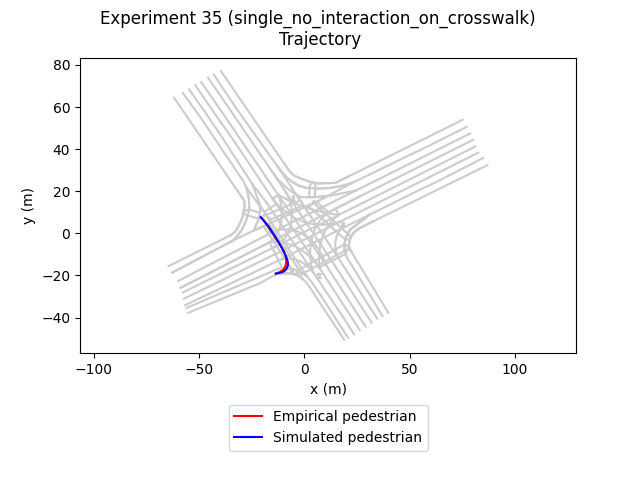 Experiment 35 (single_no_interaction_on_crosswalk)
Trajectory
80
60
40
20
0
−20
−40
y (m)
−100
−50
0
50
100
x (m)
Empirical pedestrian
Simulated pedestrian